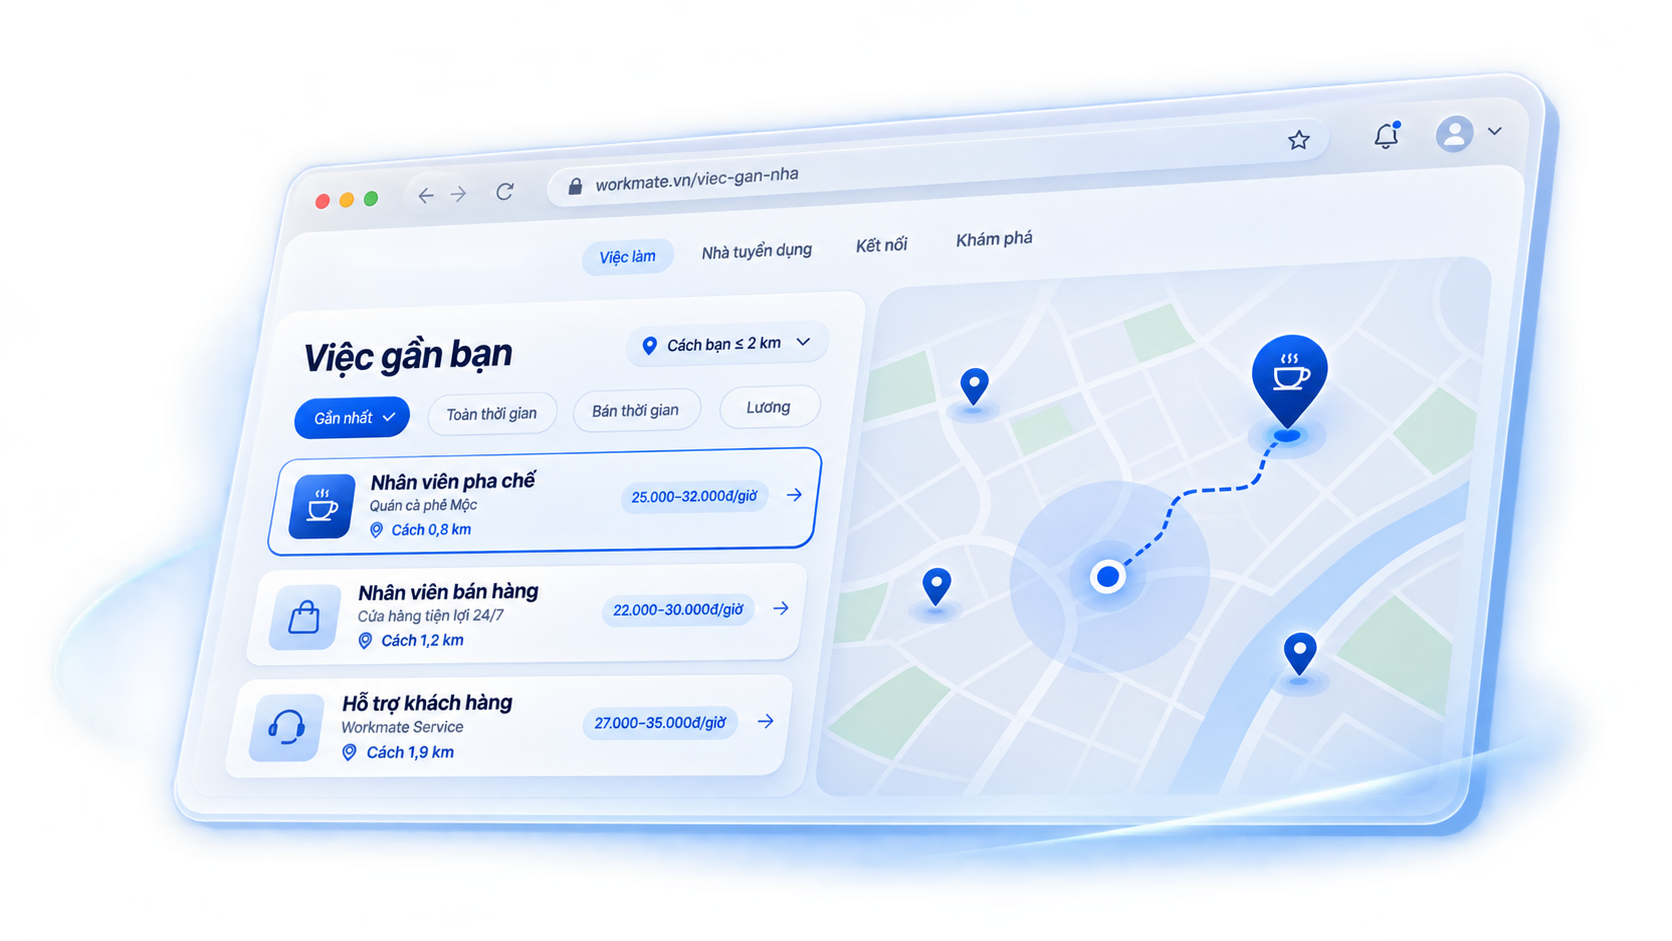 workmate.vn/viec-gan-nha
Việc làm
Nhà tuyển dụng
Kết nối
Khám phá
Việc gần bạn
Cách bạn ≤ 2 km
Gần nhất
Toàn thời gian
Bán thời gian
Lương
Nhân viên pha chế
Quán cà phê Mộc
Cách 0,8 km
25.000–32.000đ/giờ
Nhân viên bán hàng
Cửa hàng tiện lợi 24/7
Cách 1,2 km
22.000–30.000đ/giờ
Hỗ trợ khách hàng
Workmate Service
Cách 1,9 km
27.000–35.000đ/giờ